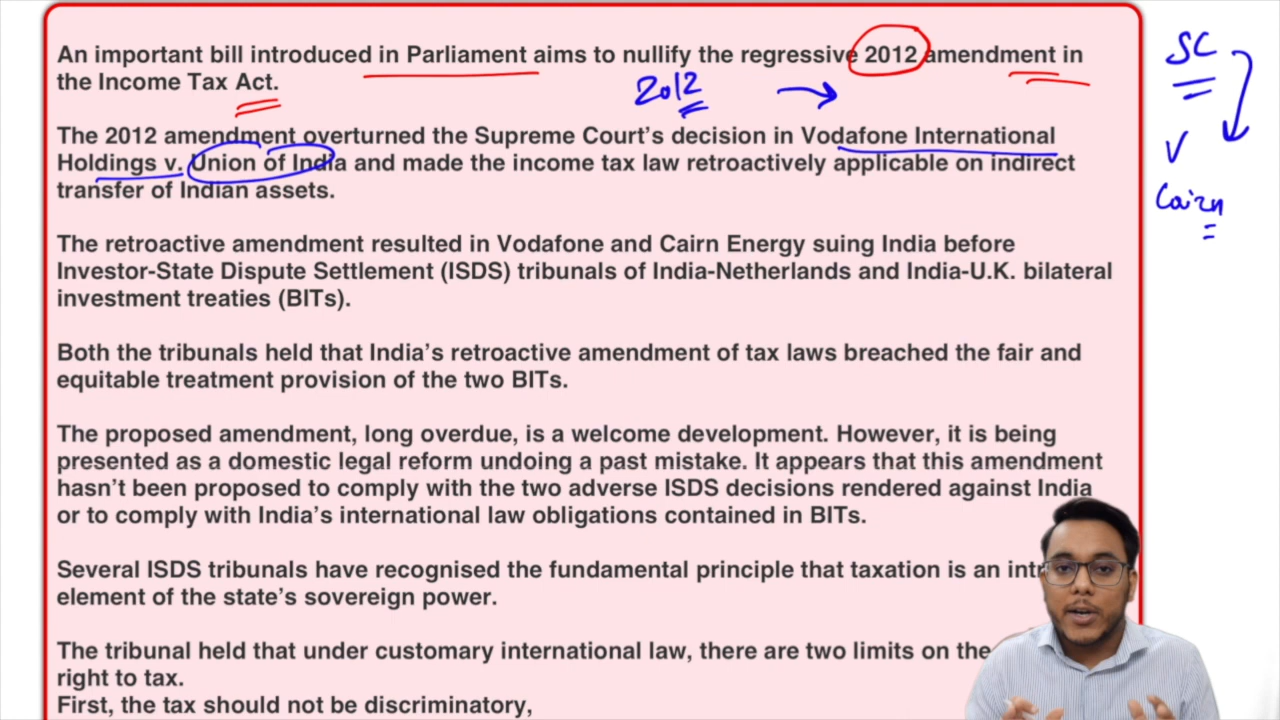 An important bill introduced in Parliament aims to nullify the regressive 2012 amendment in
the Income Tax Act.
2012
The 2012 amendment overturned the Supreme Court's decision in Vodafone International
Holdings v. Union of India and made the income tax law retroactively applicable on indirect
transfer of Indian assets.
The retroactive amendment resulted in Vodafone and Cairn Energy suing India before
Investor-State Dispute Settlement (ISDS) tribunals of India-Netherlands and India-U.K. bilateral
investment treaties (BITs).
Both the tribunals held that India's retroactive amendment of tax laws breached the fair and
equitable treatment provision of the two BITs.
The proposed amendment, long overdue, is a welcome development. However, it is being
presented as a domestic legal reform undoing a past mistake. It appears that this amendment
hasn't been proposed to comply with the two adverse ISDS decisions rendered against India
or to comply with India's international law obligations contained in BITs.
Several ISDS tribunals have recognised the fundamental principle that taxation is an
element of the state's sovereign power.
The tribunal held that under customary international law, there are two limits on the
right to tax.
First, the tax should not be discriminatory,
SC
V
Cairn